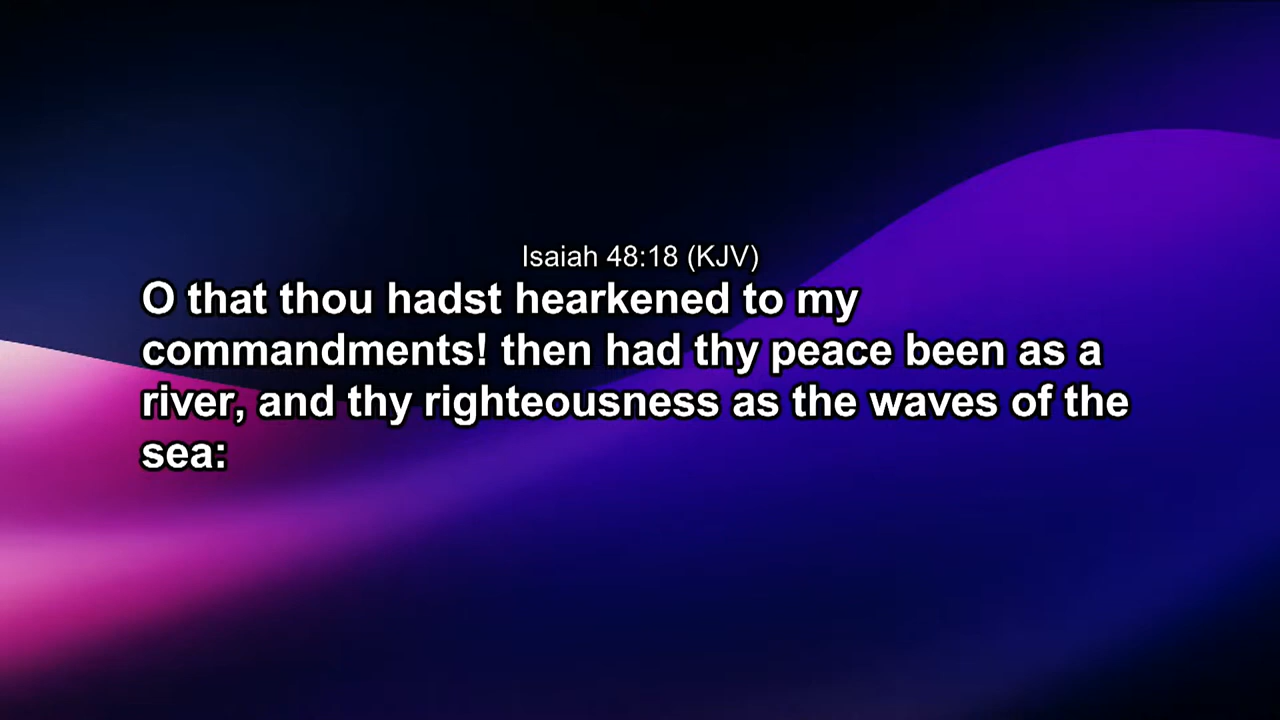 Isaiah 48:18 (KJV)
O that thou hadst hearkened to my
commandments! then had thy peace been as a
river, and thy righteousness as the waves of the
sea: